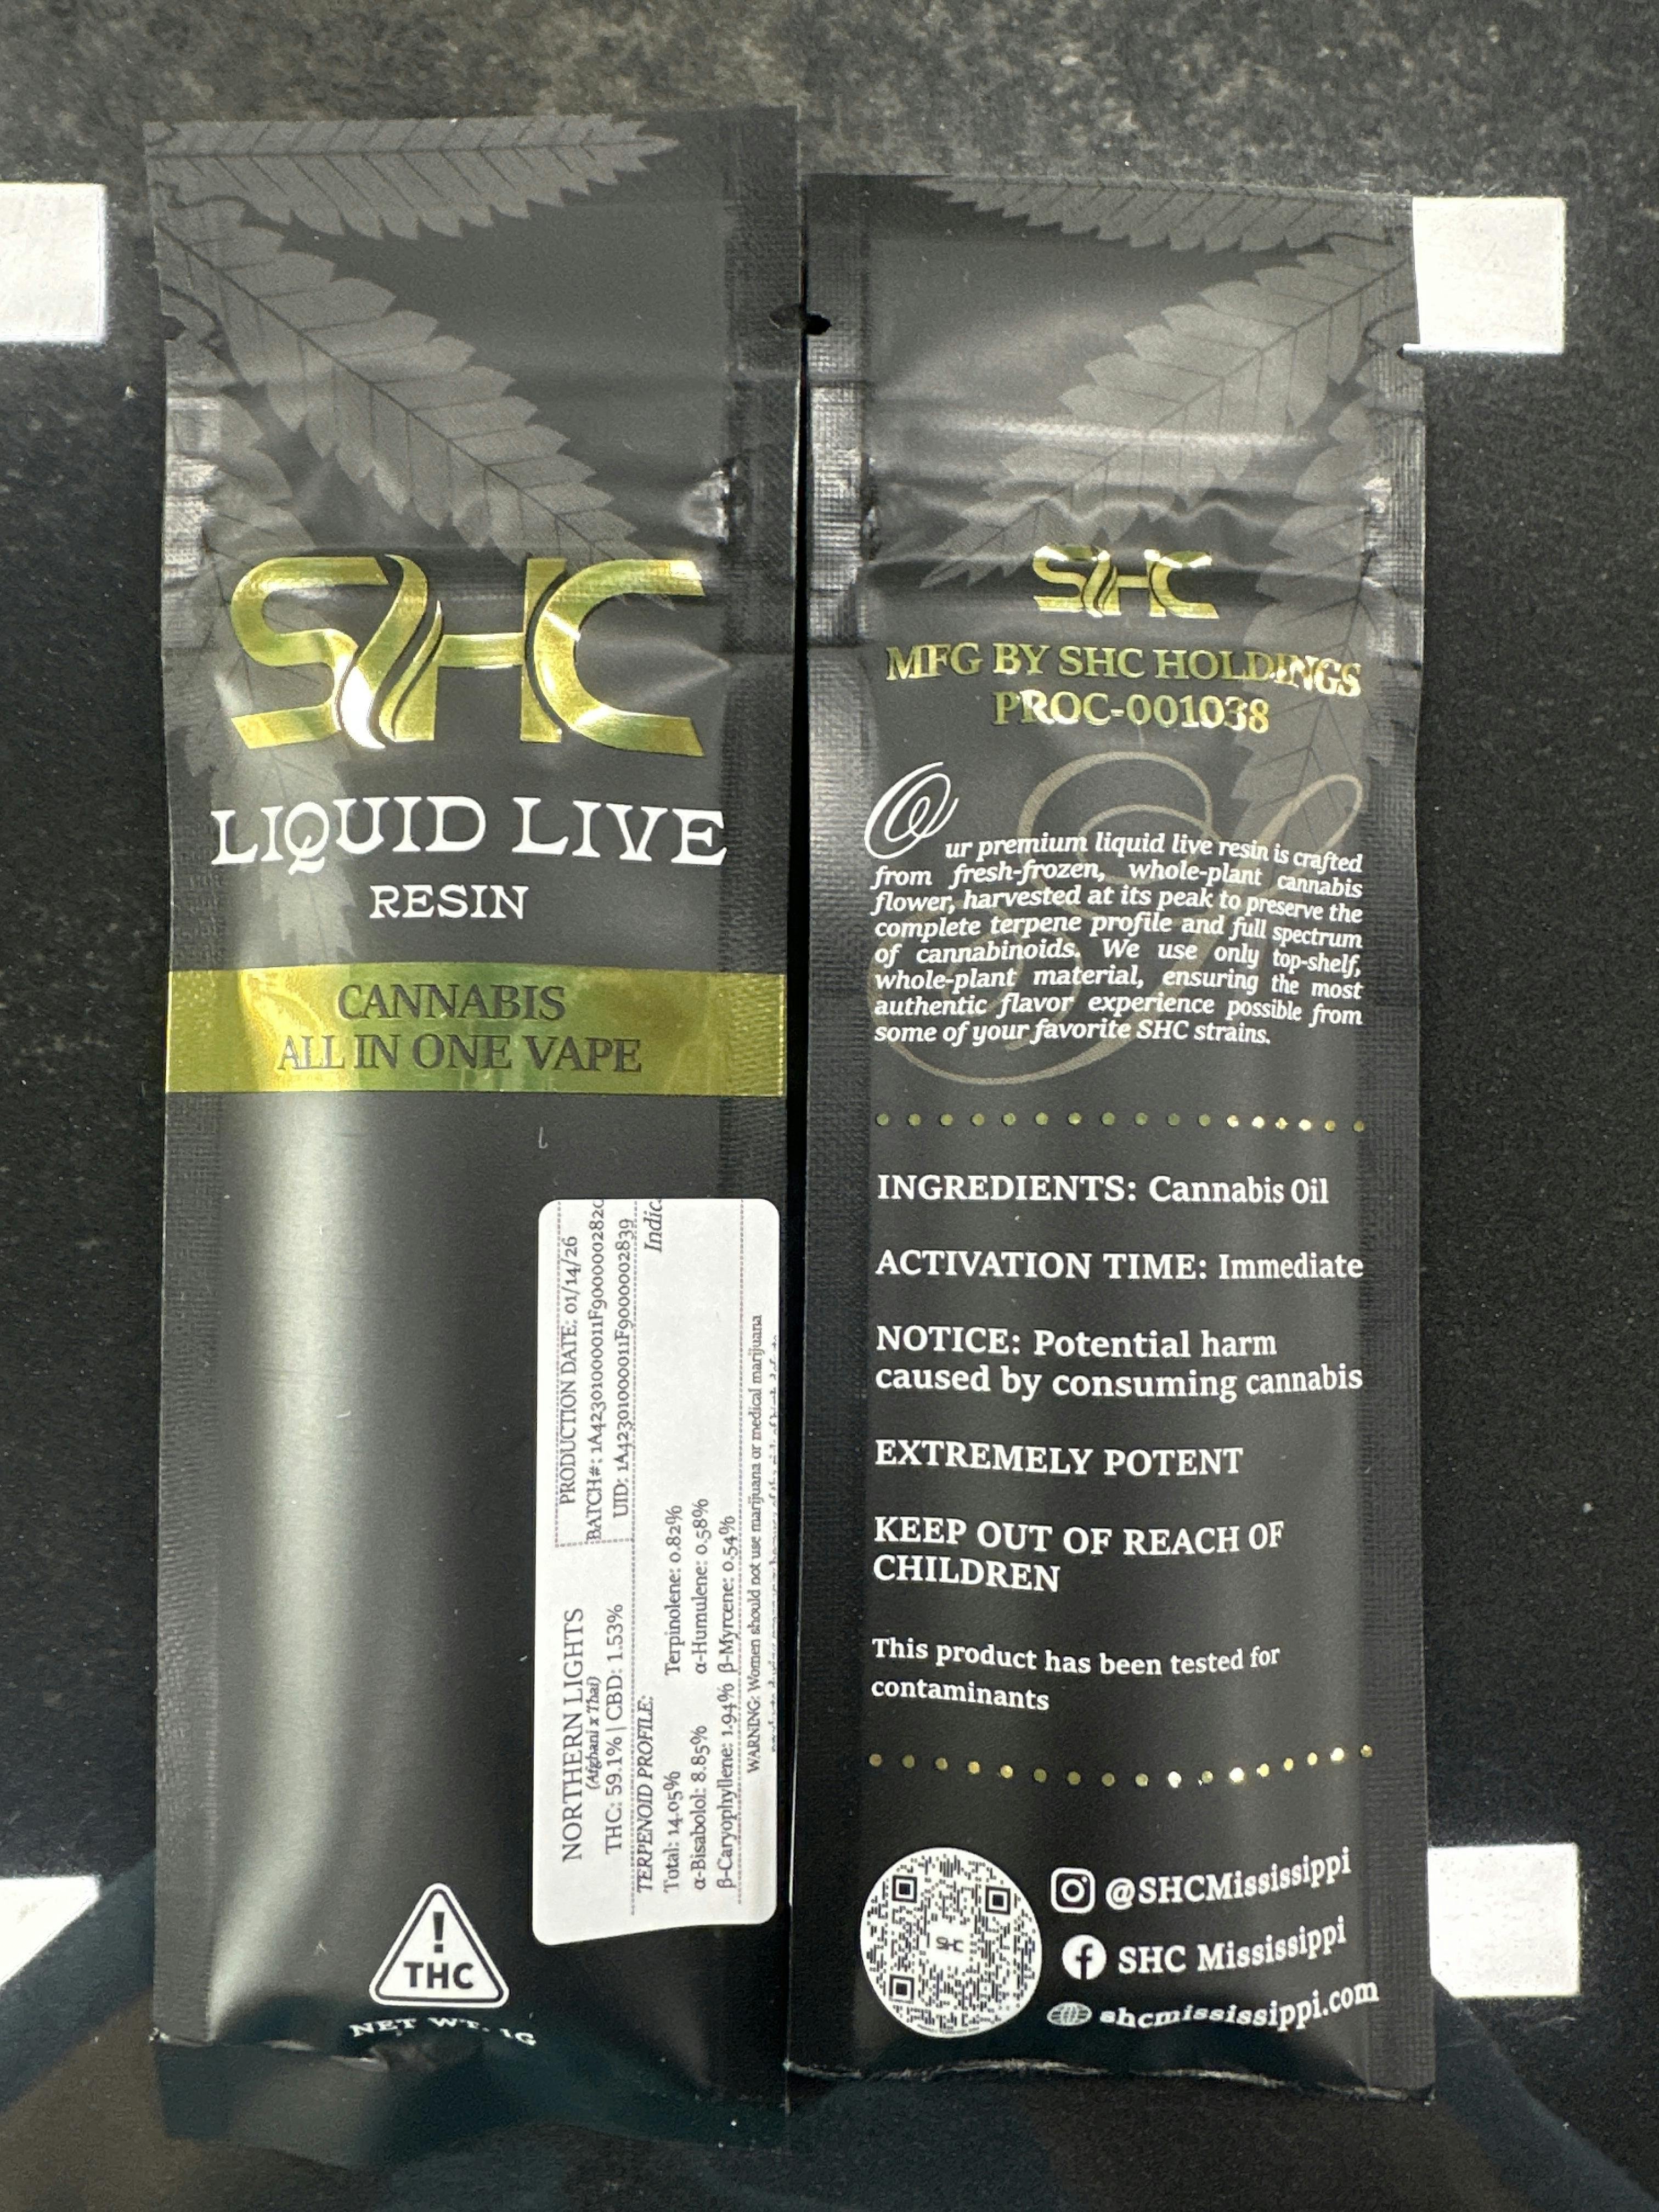 SHC
LIQUID LIVE
RESIN
CANNABIS
ALL IN ONE VAPE
NORTHERN LIGHTS
(Afghani x Thai)
THC: 59.1% | CBD: 1.53%
PRODUCTION DATE: 01/14/26
BATCH#:
UID: 1A423010000011F9000002839
TERPENOID PROFILE:
Total: 14.05%
Terpinolene: 0.82%
α-Bisabolol: 8.85%
α-Humulene: 0.58%
β-Caryophyllene: 1.94% β-Myrcene: 0.54%
WARNING: Women should not use marijuana or medical marijuana
!
THC
NET WT. 1G
SHC
MFG BY SHC HOLDINGS
PROC-001038
Our premium liquid live resin is crafted
from fresh-frozen, whole-plant cannabis
flower, harvested at its peak to preserve the
complete terpene profile and full spectrum
of cannabinoids. We use only top-shelf,
whole-plant material, ensuring the most
authentic flavor experience possible from
some of your favorite SHC strains.
INGREDIENTS: Cannabis Oil
ACTIVATION TIME: Immediate
NOTICE: Potential harm
caused by consuming cannabis
EXTREMELY POTENT
KEEP OUT OF REACH OF
CHILDREN
This product has been tested for
contaminants
SHC
@SHCMississippi
SHC Mississippi
shcmississippi.com